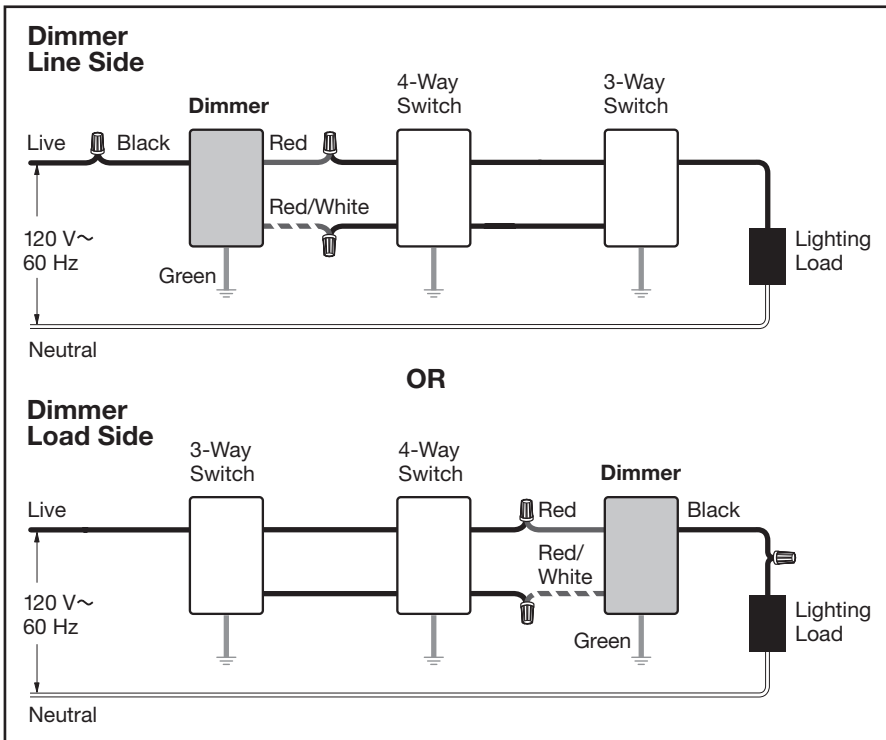 Dimmer
Line Side
Dimmer
4-Way
Switch
3-Way
Switch
Live
Black
Red
Red/White
120 V~
60 Hz
Green
Lighting
Load
Neutral
OR
Dimmer
Load Side
3-Way
Switch
4-Way
Switch
Dimmer
Live
Red
Black
Red/
White
120 V~
60 Hz
Green
Lighting
Load
Neutral